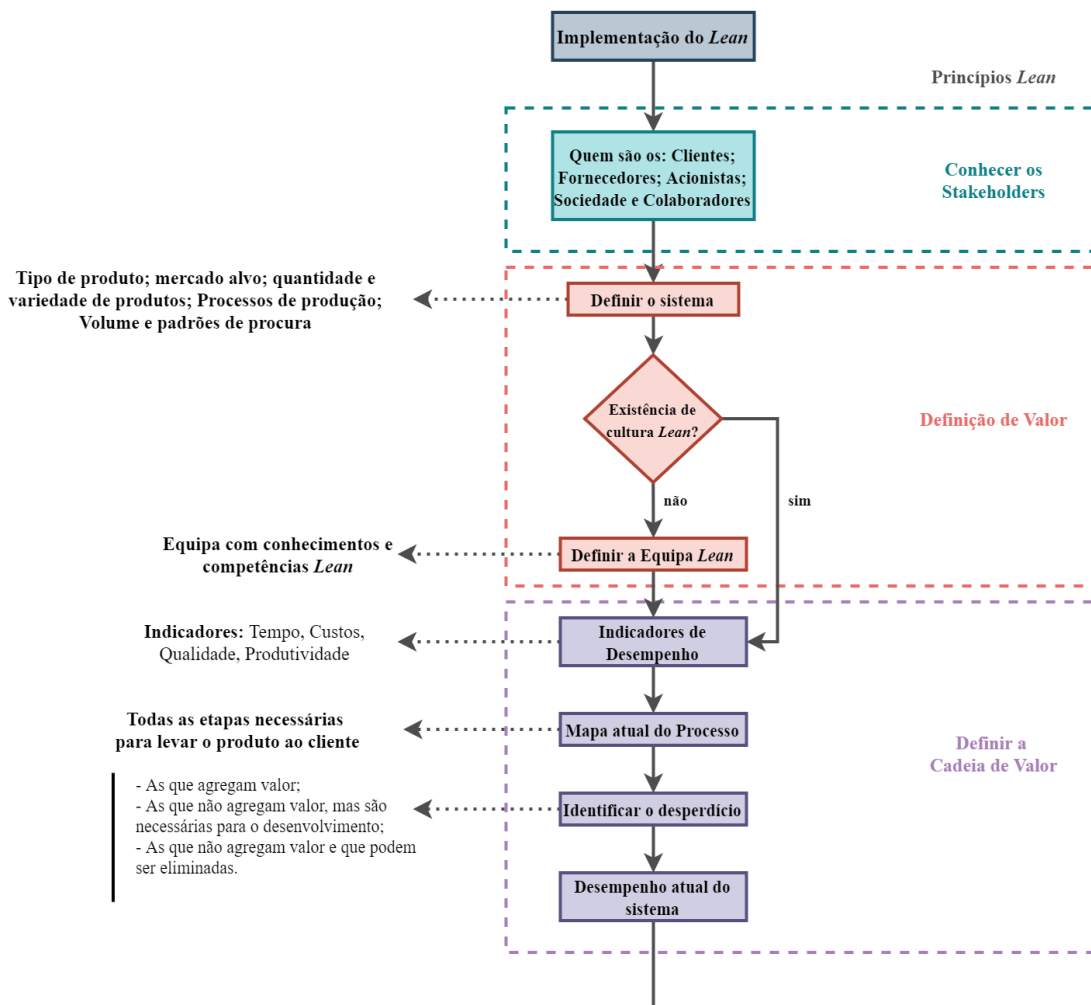 Implementação do Lean
Princípios Lean
Quem são os: Clientes;
Fornecedores; Acionistas;
Sociedade e Colaboradores
Conhecer os
Stakeholders
Tipo de produto; mercado alvo; quantidade e
variedade de produtos; Processos de produção;
Volume e padrões de procura
Definir o sistema
Existência de
cultura Lean?
Definição de Valor
não
sim
Equipa com conhecimentos e
competências Lean
Definir a Equipa Lean
Indicadores: Tempo, Custos,
Qualidade, Produtividade
Indicadores de
Desempenho
Todas as etapas necessárias
para levar o produto ao cliente
Mapa atual do Processo
Definir a
Cadeia de Valor
- As que agregam valor;
- As que não agregam valor, mas são
necessárias para o desenvolvimento;
- As que não agregam valor e que podem
ser eliminadas.
Identificar o desperdício
Desempenho atual do
sistema